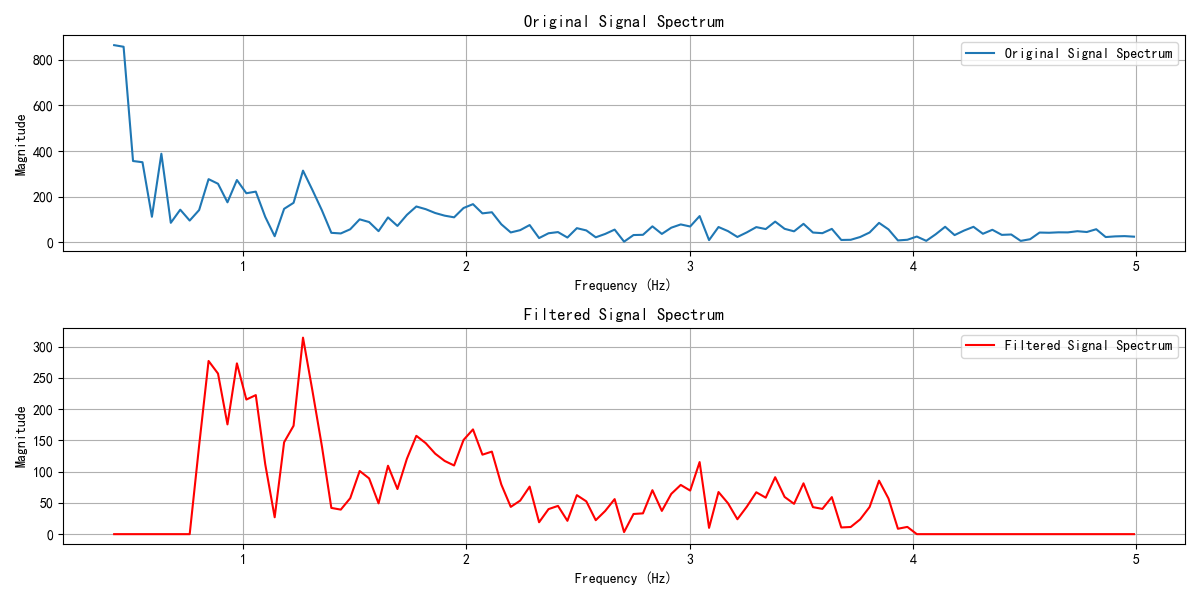 Original Signal Spectrum
800
600
400
200
0
Magnitude
Original Signal Spectrum
1
2
3
4
5
Frequency (Hz)
Filtered Signal Spectrum
300
250
200
150
100
50
0
Magnitude
Filtered Signal Spectrum
1
2
3
4
5
Frequency (Hz)